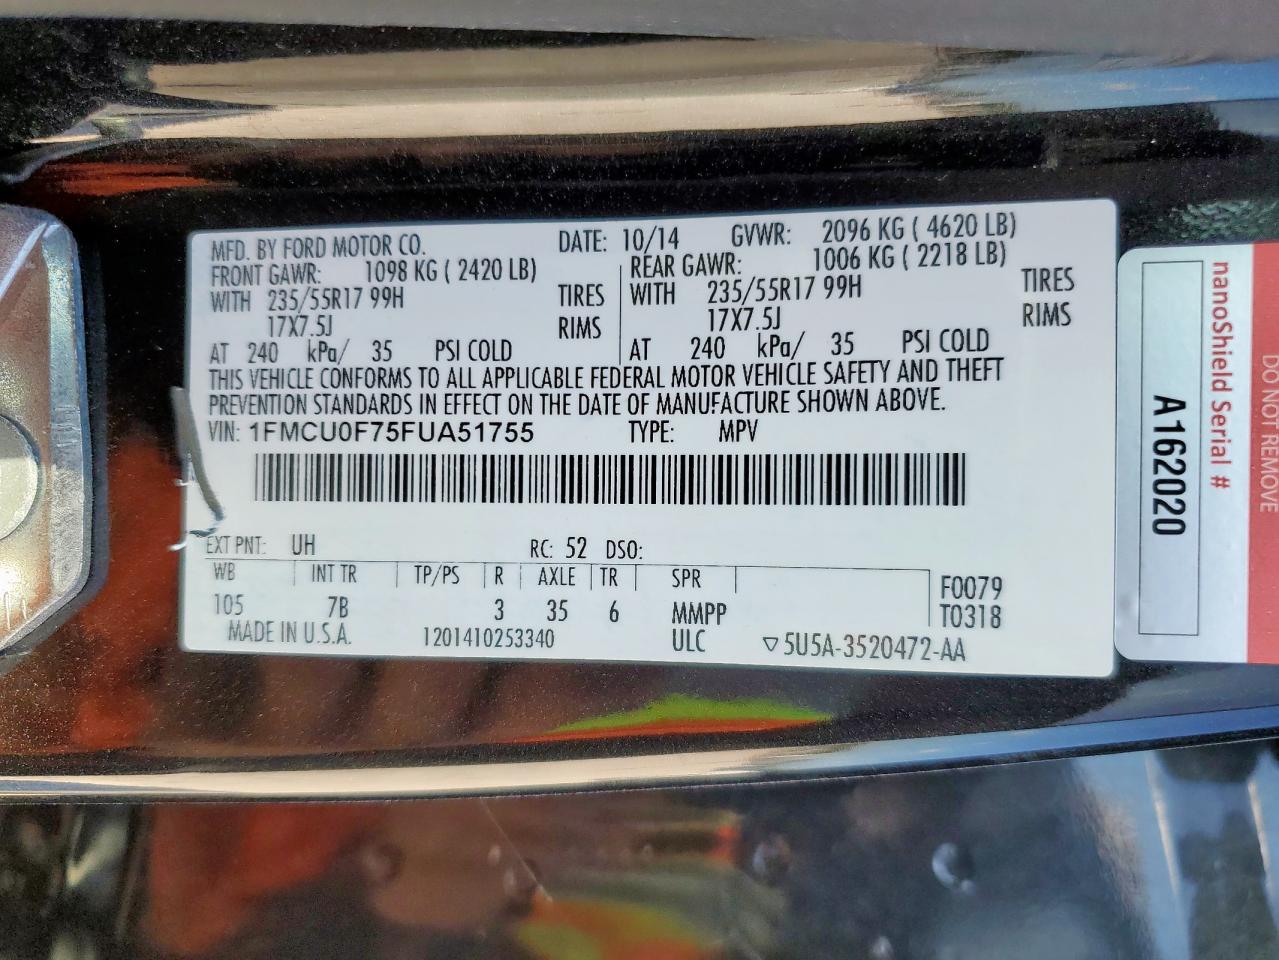 MFD. BY FORD MOTOR CO. DATE: 10/14 GVWR: 2096 KG ( 4620 LB)
FRONT GAWR: 1098 KG ( 2420 LB) REAR GAWR: 1006 KG ( 2218 LB)
WITH 235/55R17 99H TIRES WITH 235/55R17 99H TIRES
17X7.5J RIMS 17X7.5J RIMS
AT 240 kPa/ 35 PSI COLD AT 240 kPa/ 35 PSI COLD
THIS VEHICLE CONFORMS TO ALL APPLICABLE FEDERAL MOTOR VEHICLE SAFETY AND THEFT
PREVENTION STANDARDS IN EFFECT ON THE DATE OF MANUFACTURE SHOWN ABOVE.
VIN: 1FMCU0F75FUA51755 TYPE: MPV
EXT PNT: UH RC: 52 DSO:
WB INT TR TP/PS R AXLE TR SPR F0079
105 7B 3 35 6 MMPP T0318
MADE IN U.S.A. 1201410253340 ULC ▽5U5A-3520472-AA
nanoShield Serial #
A162020
DO NOT REMOVE